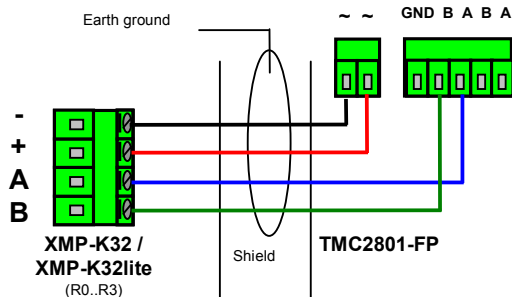 Earth ground
~ ~
GND B A B A
-
+
A
B
XMP-K32 /
XMP-K32lite
(R0..R3)
Shield
TMC2801-FP